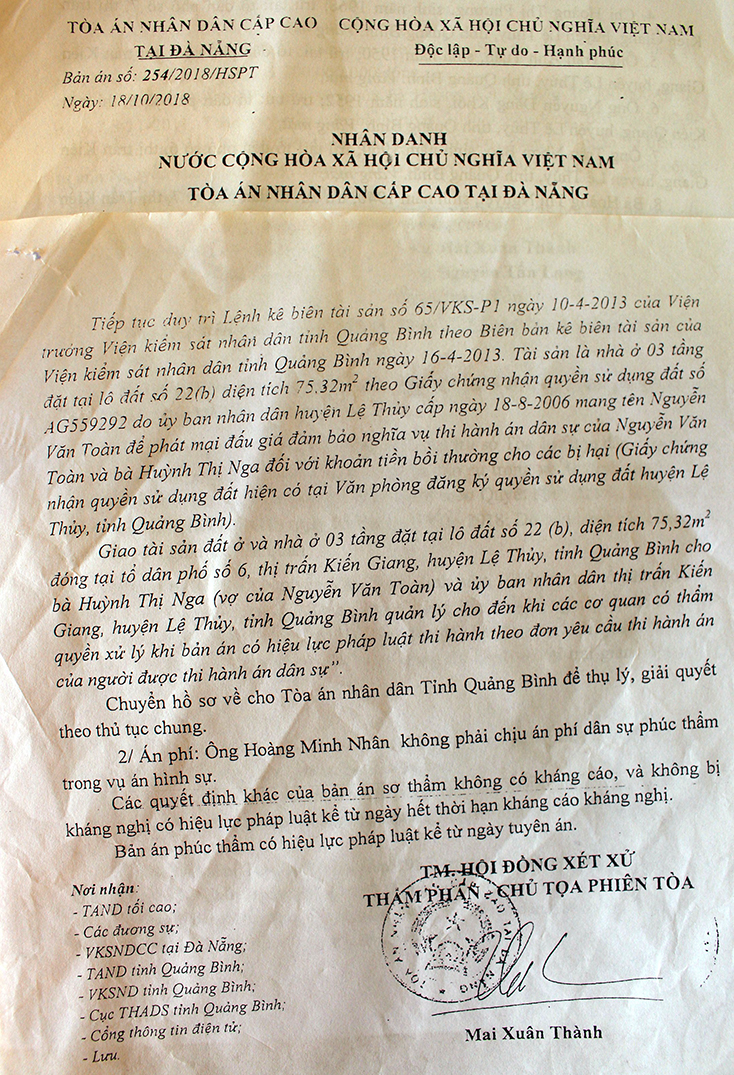 TÒA ÁN NHÂN DÂN CẤP CAO
TẠI ĐÀ NẴNG
Bản án số: 254/2018/HSPT
Ngày: 18/10/2018
CỘNG HÒA XÃ HỘI CHỦ NGHĨA VIỆT NAM
Độc lập - Tự do - Hạnh phúc
NHÂN DANH
NƯỚC CỘNG HÒA XÃ HỘI CHỦ NGHĨA VIỆT NAM
TÒA ÁN NHÂN DÂN CẤP CAO TẠI ĐÀ NẴNG
Tiếp tục duy trì Lệnh kê biên tài sản số 65/VKS-P1 ngày 10-4-2013 của Viện
trưởng Viện kiểm sát nhân dân tỉnh Quảng Bình theo Biên bản kê biên tài sản của
Viện kiểm sát nhân dân tỉnh Quảng Bình ngày 16-4-2013. Tài sản là nhà ở 03 tầng
đặt tại lô đất số 22(b) diện tích 75,32m2 theo Giấy chứng nhận quyền sử dụng đất số
AG559292 do ủy ban nhân dân huyện Lệ Thủy cấp ngày 18-8-2006 mang tên Nguyễn
Văn Toàn để phát mại đấu giá đảm bảo nghĩa vụ thi hành án dân sự của Nguyễn Văn
Toàn và bà Huỳnh Thị Nga đối với khoản tiền bồi thường cho các bị hại (Giấy chứng
nhận quyền sử dụng đất hiện có tại Văn phòng đăng ký quyền sử dụng đất huyện Lệ
Thủy, tỉnh Quảng Bình).
Giao tài sản đất ở và nhà ở 03 tầng đặt tại lô đất số 22 (b), diện tích 75,32m2
đóng tại tổ dân phố số 6, thị trấn Kiến Giang, huyện Lệ Thủy, tỉnh Quảng Bình cho
bà Huỳnh Thị Nga (vợ của Nguyễn Văn Toàn) và ủy ban nhân dân thị trấn Kiến
Giang, huyện Lệ Thủy, tỉnh Quảng Bình quản lý cho đến khi các cơ quan có thẩm
quyền xử lý khi bản án có hiệu lực pháp luật thi hành theo đơn yêu cầu thi hành án
của người được thi hành án dân sự".
Chuyển hồ sơ về cho Tòa án nhân dân Tỉnh Quảng Bình để thụ lý, giải quyết
theo thủ tục chung.
2/ Án phí: Ông Hoàng Minh Nhân không phải chịu án phí dân sự phúc thẩm
trong vụ án hình sự.
Các quyết định khác của bản án sơ thẩm không có kháng cáo, và không bị
kháng nghị có hiệu lực pháp luật kể từ ngày hết thời hạn kháng cáo kháng nghị.
Bản án phúc thẩm có hiệu lực pháp luật kể từ ngày tuyên án.
TM. HỘI ĐỒNG XÉT XỬ
THẨM PHÁN - CHỦ TỌA PHIÊN TÒA
Mai Xuân Thành
Nơi nhận:
- TAND tối cao;
- Các đương sự;
- VKSNDCC tại Đà Nẵng;
- TAND tỉnh Quảng Bình;
- VKSND tỉnh Quảng Bình;
- Cục THADS tỉnh Quảng Bình;
- Cổng thông tin điện tử;
- Lưu.